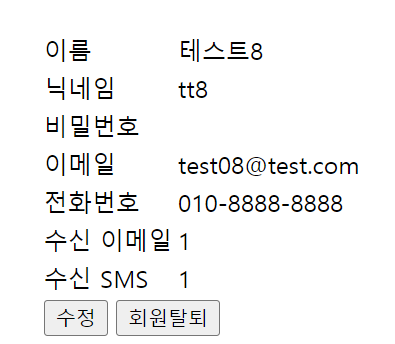 이름 테스트8
닉네임 tt8
비밀번호
이메일 test08@test.com
전화번호 010-8888-8888
수신 이메일 1
수신 SMS 1
수정 회원탈퇴